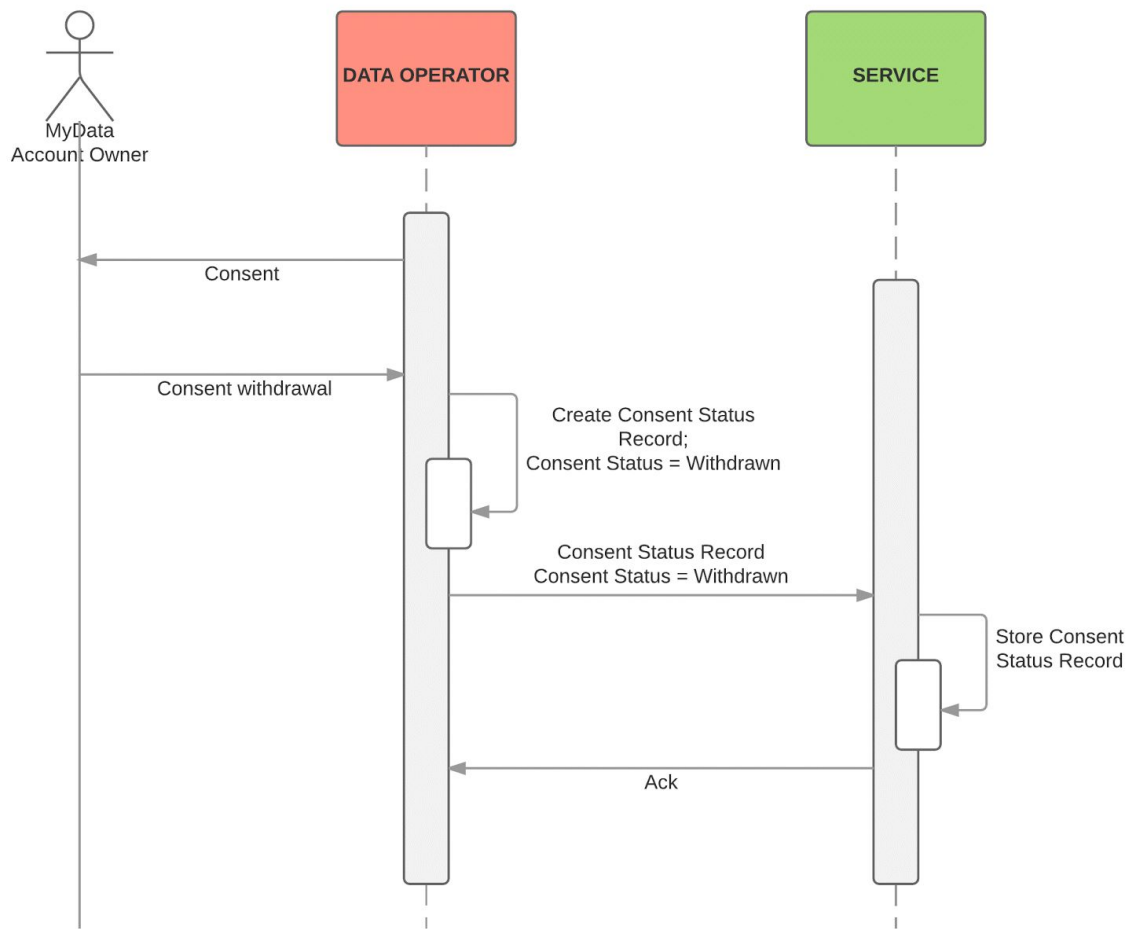 DATA OPERATOR
SERVICE
MyData
Account Owner
Consent
Consent withdrawal
Create Consent Status
Record;
Consent Status = Withdrawn
Consent Status Record
Consent Status = Withdrawn
Store Consent
Status Record
Ack